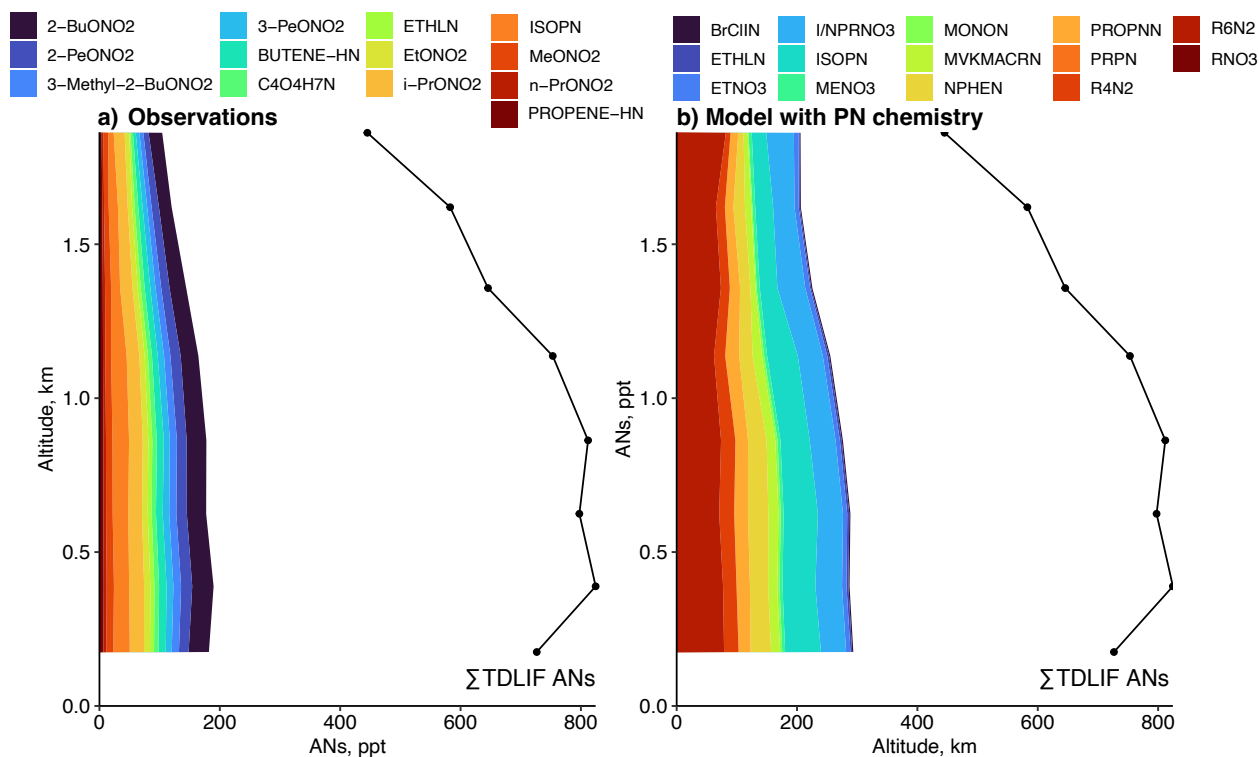 2−BuONO2
2−PeONO2
3−Methyl−2−BuONO2
3−PeONO2
BUTENE−HN
C4O4H7N
ETHLN
EtONO2
i−PrONO2
ISOPN
MeONO2
n−PrONO2
PROPENE−HN
BrClIN
ETHLN
ETNO3
I/NPRNO3
ISOPN
MENO3
MONON
MVKMACRN
NPHEN
PROPNN
PRPN
R4N2
R6N2
RNO3
a) Observations
1.5
1.0
0.5
0.0
Altitude, km
∑TDLIF ANs
0
200
400
600
800
ANs, ppt
b) Model with PN chemistry
1.5
1.0
0.5
0.0
ANs, ppt
∑TDLIF ANs
0
200
400
600
800
Altitude, km